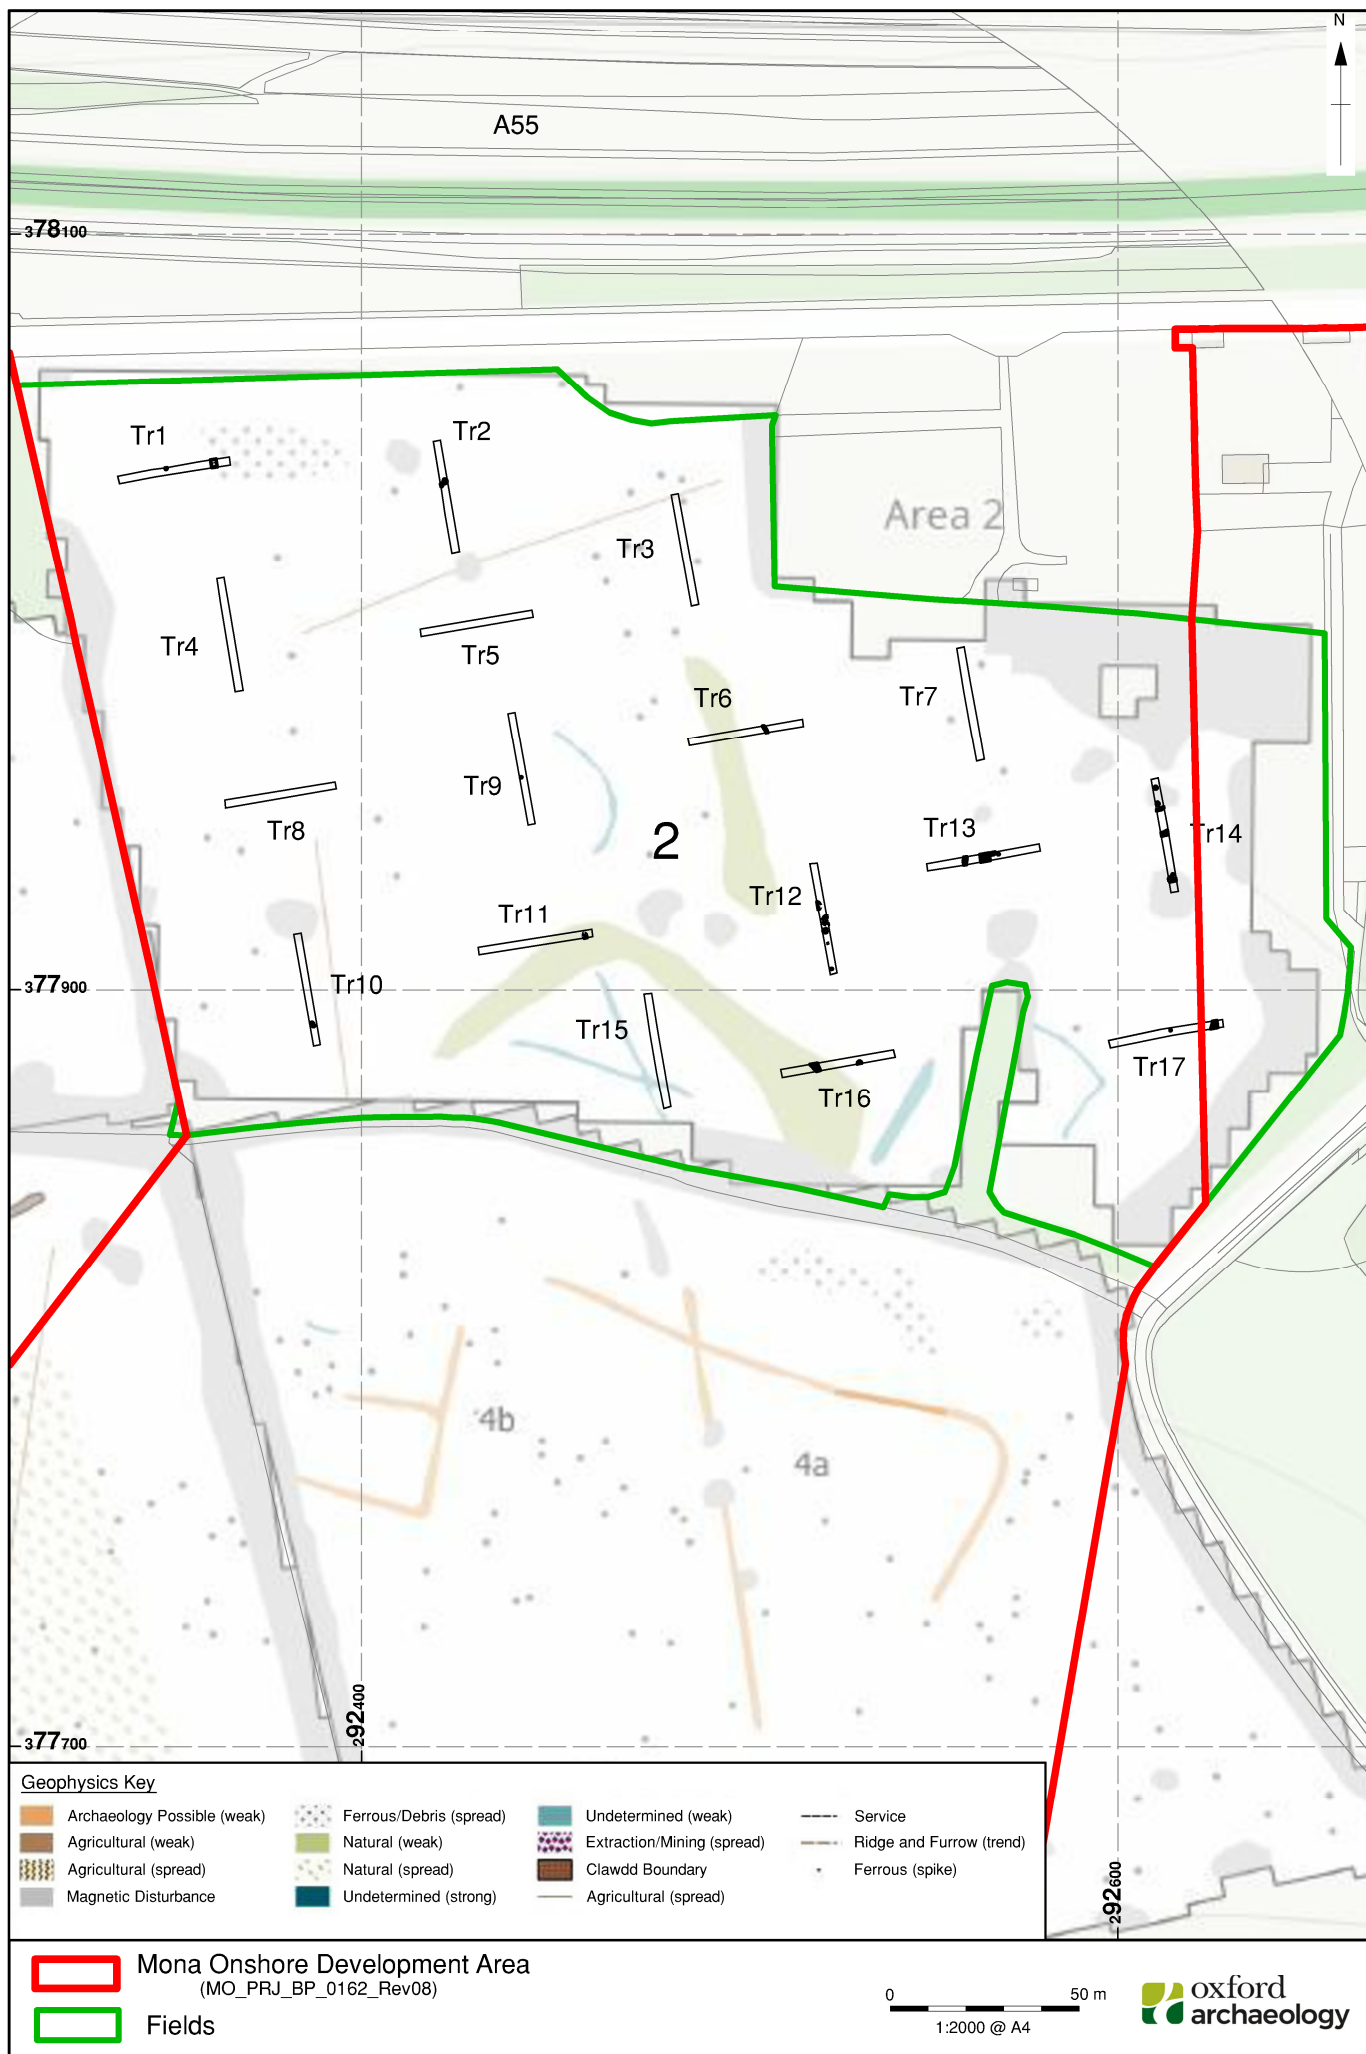 N
A55
378100
Tr1
Tr2
Area 2
Tr3
Tr4
Tr5
Tr6
Tr7
Tr9
Tr8
2
Tr13
Tr14
Tr12
Tr11
Tr10
377900
Tr15
Tr17
Tr16
4b
4a
292400
377700
292600
Geophysics Key
Archaeology Possible (weak)
Agricultural (weak)
Agricultural (spread)
Magnetic Disturbance
Ferrous/Debris (spread)
Natural (weak)
Natural (spread)
Undetermined (strong)
Undetermined (weak)
Extraction/Mining (spread)
Clawdd Boundary
Agricultural (spread)
Service
Ridge and Furrow (trend)
Ferrous (spike)
Mona Onshore Development Area
(MO_PRJ_BP_0162_Rev08)
Fields
0 50 m
1:2000 @ A4
oxford
archaeology